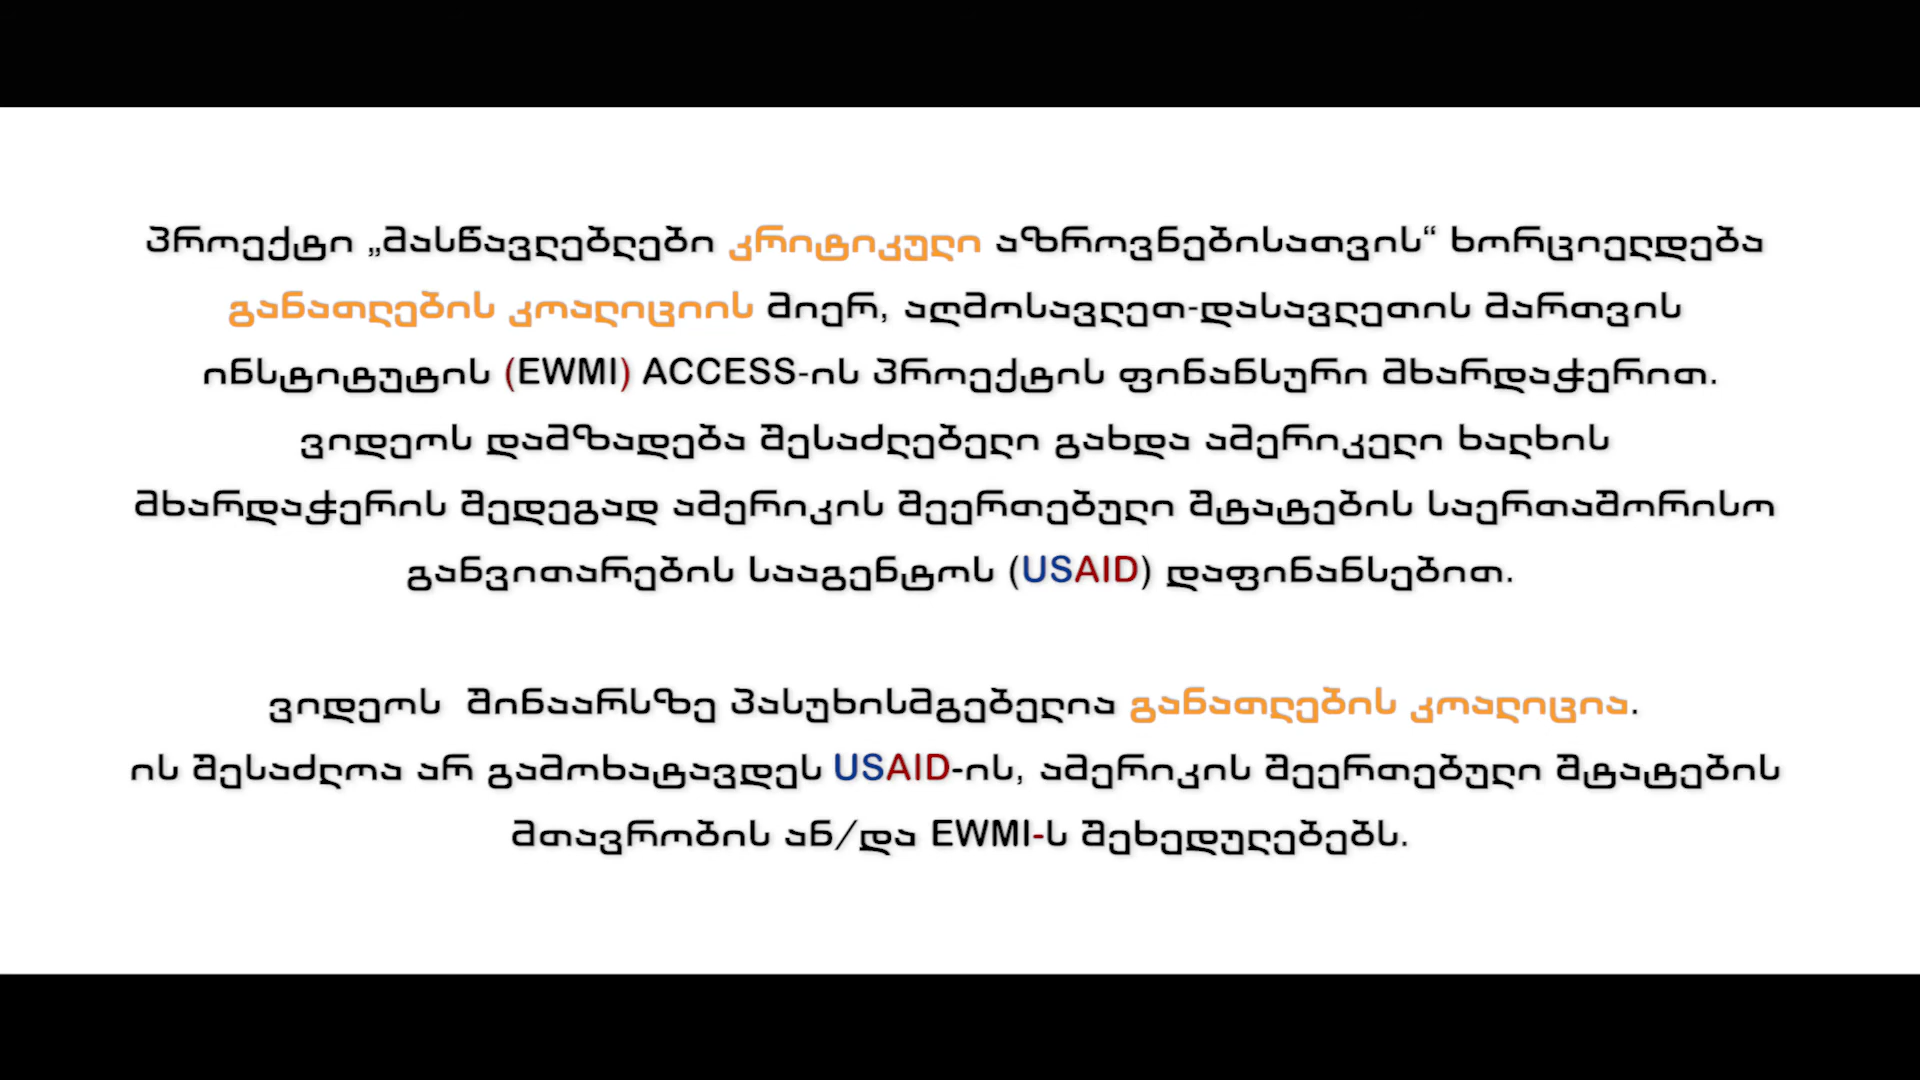 პროექტი „მასწავლებლები კრიტიკული აზროვნებისათვის“ ხორციელდება
განათლების კოალიციის მიერ, აღმოსავლეთ-დასავლეთის მართვის
ინსტიტუტის (EWMI) ACCESS-ის პროექტის ფინანსური მხარდაჭერით.
ვიდეოს დამზადება შესაძლებელი გახდა ამერიკელი ხალხის
მხარდაჭერის შედეგად ამერიკის შეერთებული შტატების საერთაშორისო
განვითარების სააგენტოს (USAID) დაფინანსებით.
ვიდეოს შინაარსზე პასუხისმგებელია განათლების კოალიცია.
ის შესაძლოა არ გამოხატავდეს USAID-ის, ამერიკის შეერთებული შტატების
მთავრობის ან/და EWMI-ს შეხედულებებს.